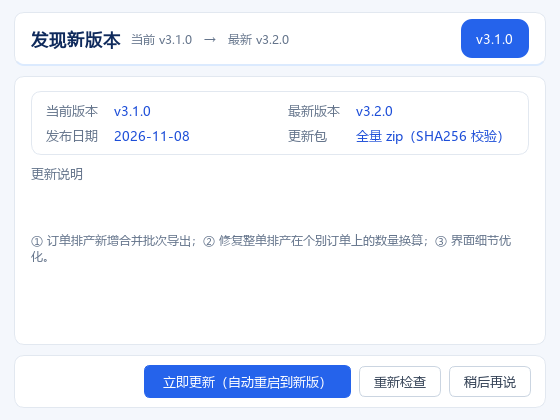 发现新版本 当前 v3.1.0 → 最新 v3.2.0 v3.1.0
当前版本 v3.1.0 最新版本 v3.2.0
发布日期 2026-11-08 更新包 全量 zip（SHA256 校验）
更新说明
① 订单排产新增合并批次导出；② 修复整单排产在个别订单上的数量换算；③ 界面细节优
化。
立即更新（自动重启到新版） 重新检查 稍后再说